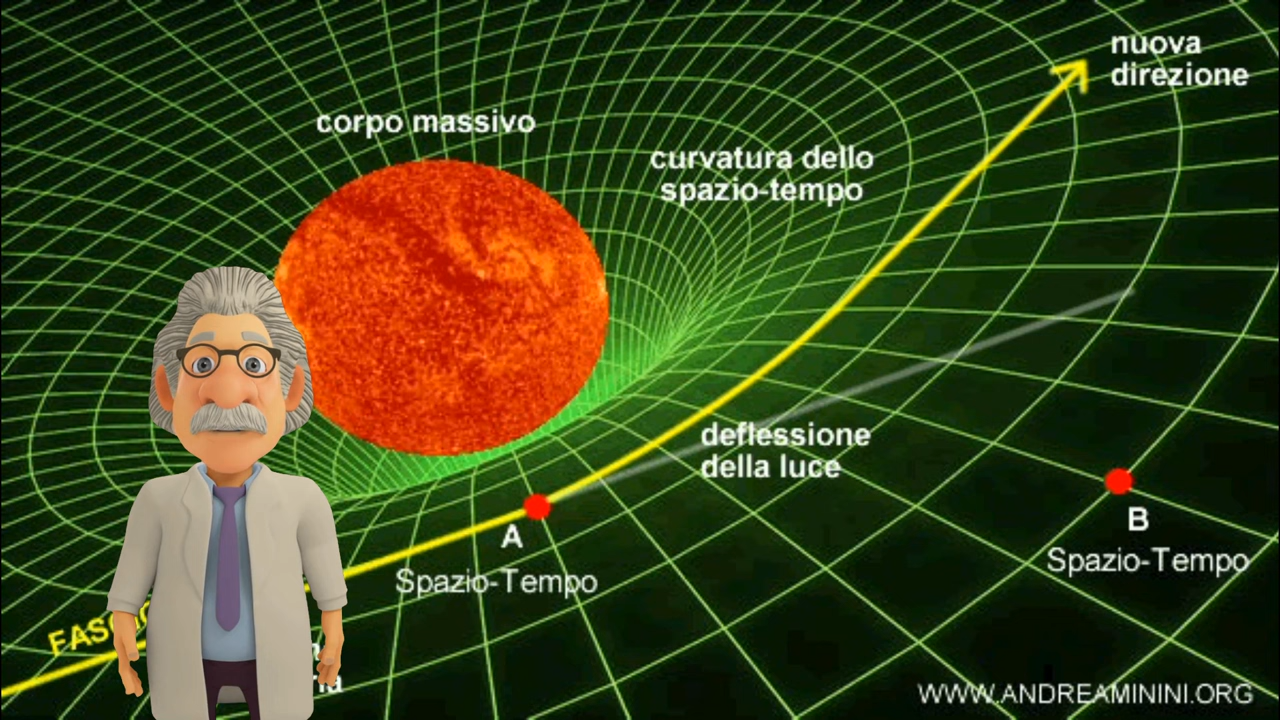 nuova
direzione
corpo massivo
curvatura dello
spazio-tempo
deflessione
della luce
A
Spazio-Tempo
B
Spazio-Tempo
WWW.ANDREAMININI.ORG